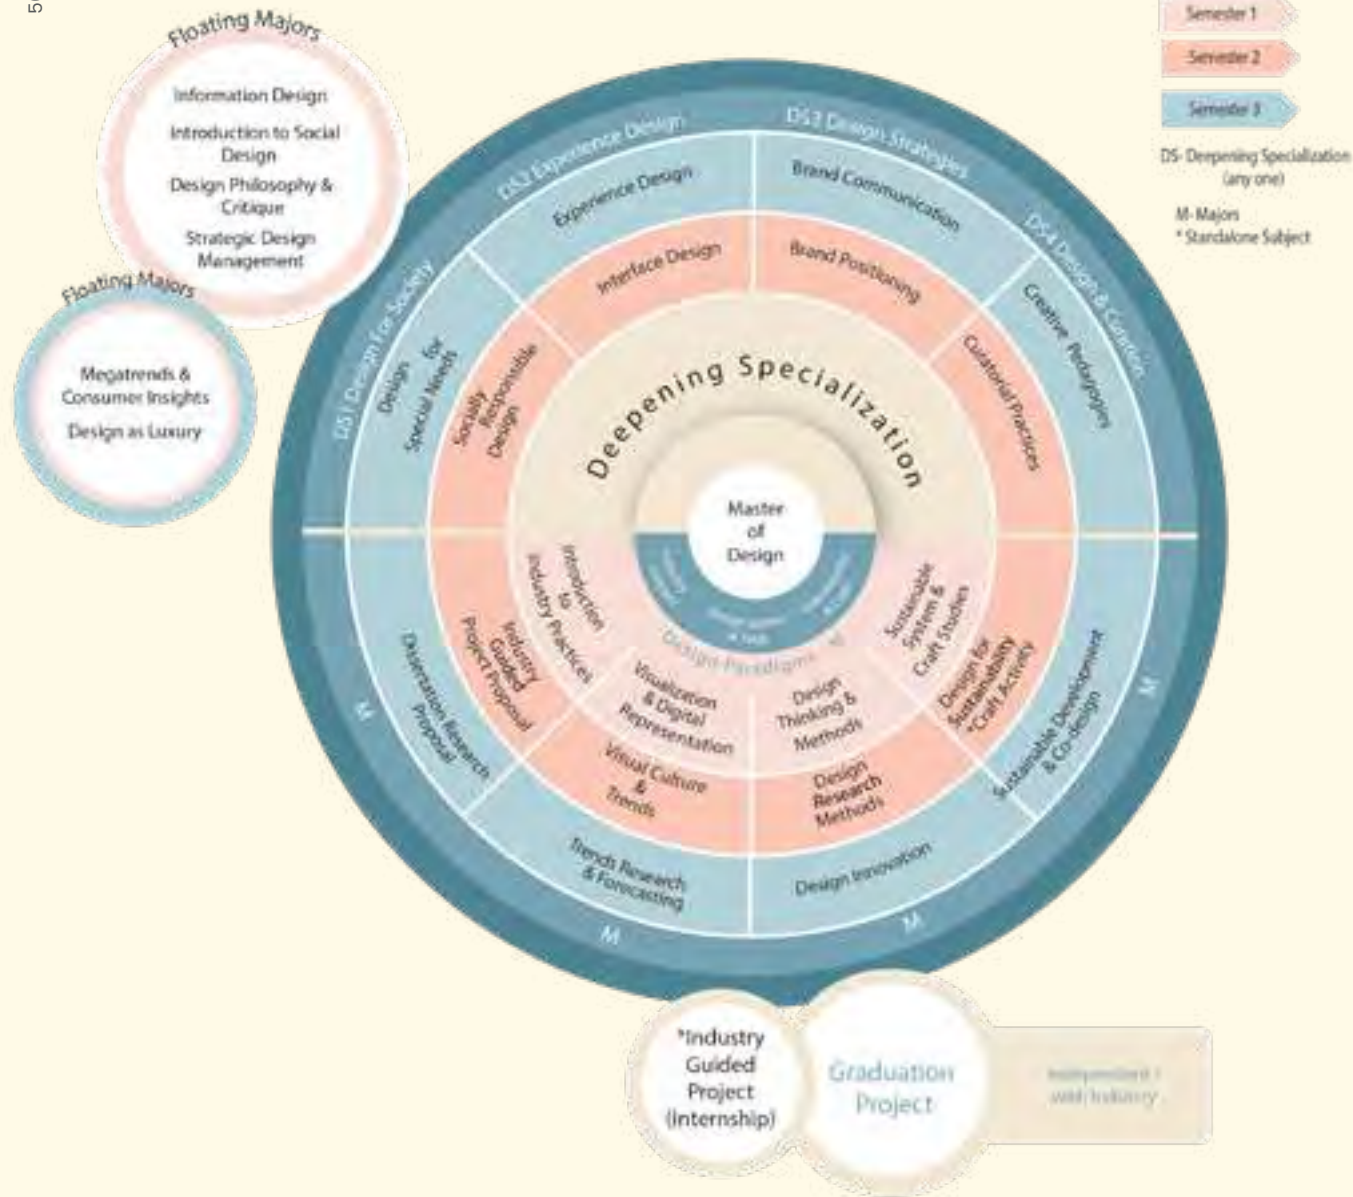 Floating Majors
Information Design
Introduction to Social
Design
Design Philosophy &
Critique
Strategic Design
Management
Floating Majors
Megatrends &
Consumer Insights
Design as Luxury
Semester 1
Semester 2
Semester 3
DS- Deepening Specialization
(any one)
M- Majors
* Standalone Subject
DS1 Design For Society
DS2 Experience Design
DS3 Design Strategies
DS4 Design & Curation
Design for
Special Needs
Experience Design
Brand Communication
Creative Pedagogies
Socially
Responsible
Design
Interface Design
Brand Positioning
Curatorial Practices
Deepening Specialization
Master
of
Design
Design Paradigms
M
Introduction
to
Industry Practices
Visualization
& Digital
Representation
Design
Thinking &
Methods
Sustainable
System &
Craft Studies
Industry
Guided
Project Proposal
Visual Culture
&
Trends
Design
Research
Methods
Design for
Sustainability
*Craft Activity
Dissertation Research
Proposal
Trends Research
& Forecasting
Design Innovation
Sustainable Development
& Co-design
M
M
M
M
*Industry
Guided
Project
(Internship)
Graduation
Project
Independent /
with Industry